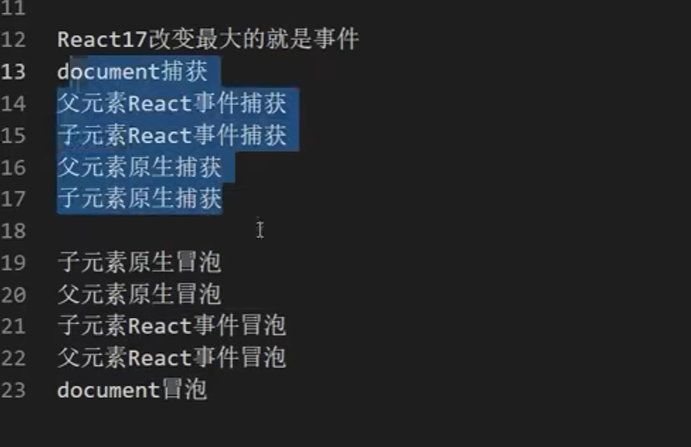 11
12 React17改变最大的就是事件
13 document捕获
14 父元素React事件捕获
15 子元素React事件捕获
16 父元素原生捕获
17 子元素原生捕获
18
19 子元素原生冒泡
20 父元素原生冒泡
21 子元素React事件冒泡
22 父元素React事件冒泡
23 document冒泡